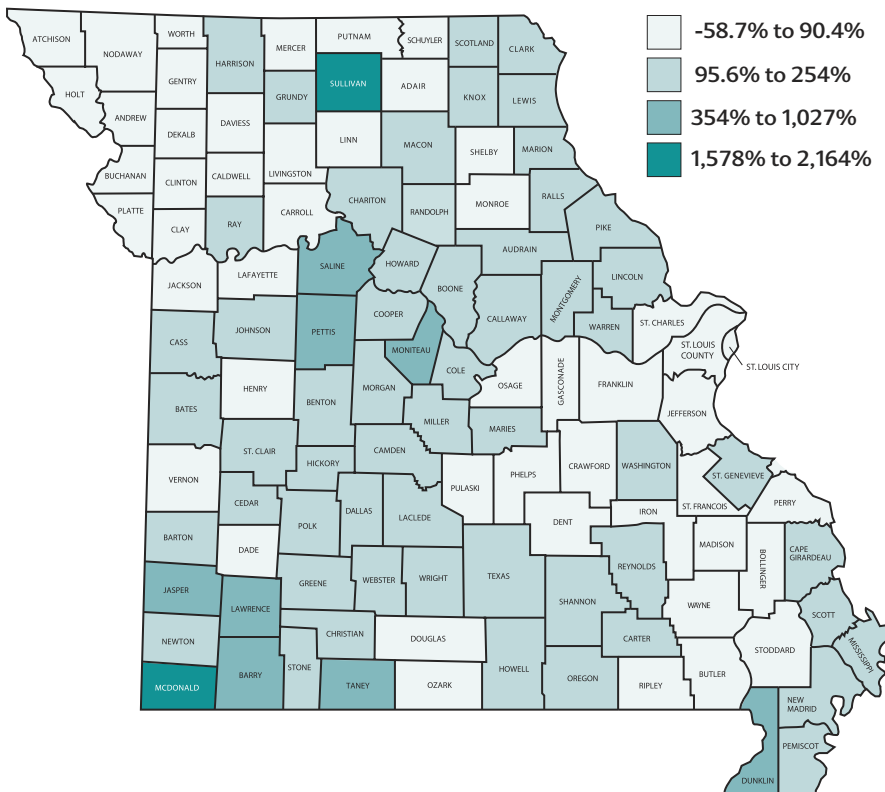 -58.7% to 90.4%
95.6% to 254%
354% to 1,027%
1,578% to 2,164%
ATCHISON
NODAWAY
WORTH
HARRISON
MERCER
PUTNAM
SCHUYLER
SCOTLAND
CLARK
HOLT
GENTRY
SULLIVAN
ADAIR
KNOX
LEWIS
GRUNDY
ANDREW
DEKALB
DAVIESS
LINN
MACON
SHELBY
MARION
BUCHANAN
CLINTON
CALDWELL
LIVINGSTON
CHARITON
RANDOLPH
MONROE
RALLS
PLATTE
CLAY
RAY
CARROLL
PIKE
AUDRAIN
SALINE
HOWARD
BOONE
LAFAYETTE
JACKSON
CALLAWAY
MONTGOMERY
LINCOLN
COOPER
WARREN
ST. CHARLES
CASS
JOHNSON
PETTIS
MONITEAU
COLE
ST. LOUIS
COUNTY
ST. LOUIS CITY
OSAGE
GASCONADE
FRANKLIN
HENRY
BENTON
MORGAN
MILLER
MARIES
JEFFERSON
BATES
ST. CLAIR
HICKORY
CAMDEN
PULASKI
PHELPS
CRAWFORD
WASHINGTON
ST. GENEVIEVE
VERNON
CEDAR
POLK
DALLAS
LACLEDE
DENT
IRON
ST. FRANCOIS
PERRY
BARTON
DADE
MADISON
BOLLINGER
CAPE
GIRARDEAU
JASPER
LAWRENCE
GREENE
WEBSTER
WRIGHT
TEXAS
REYNOLDS
SHANNON
WAYNE
SCOTT
NEWTON
CHRISTIAN
DOUGLAS
CARTER
STODDARD
MISSISSIPPI
MCDONALD
BARRY
STONE
TANEY
OZARK
HOWELL
OREGON
RIPLEY
BUTLER
NEW
MADRID
PEMISCOT
DUNKLIN